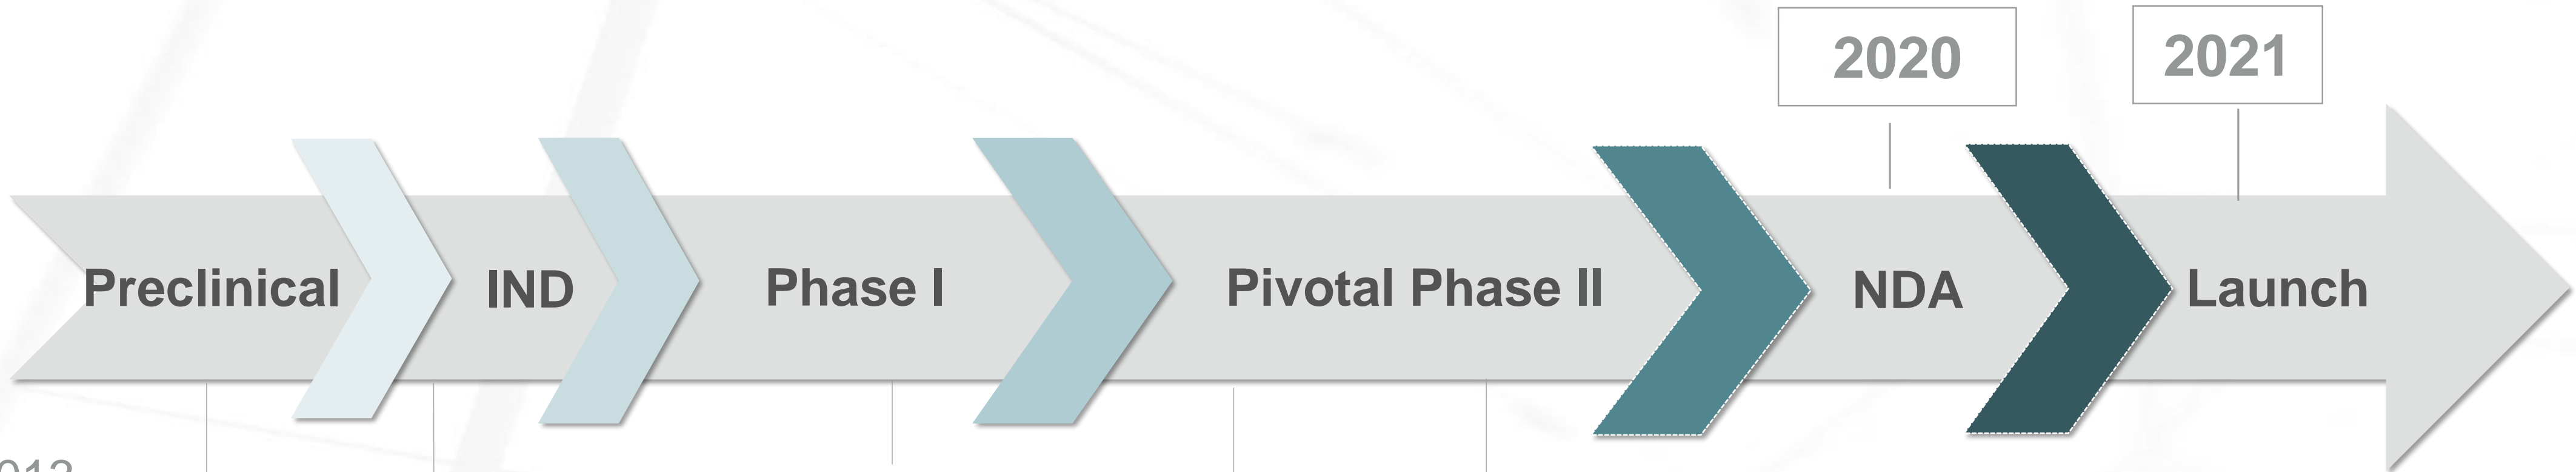 2020
2021
Preclinical
IND
Phase I
Pivotal Phase II
NDA
Launch